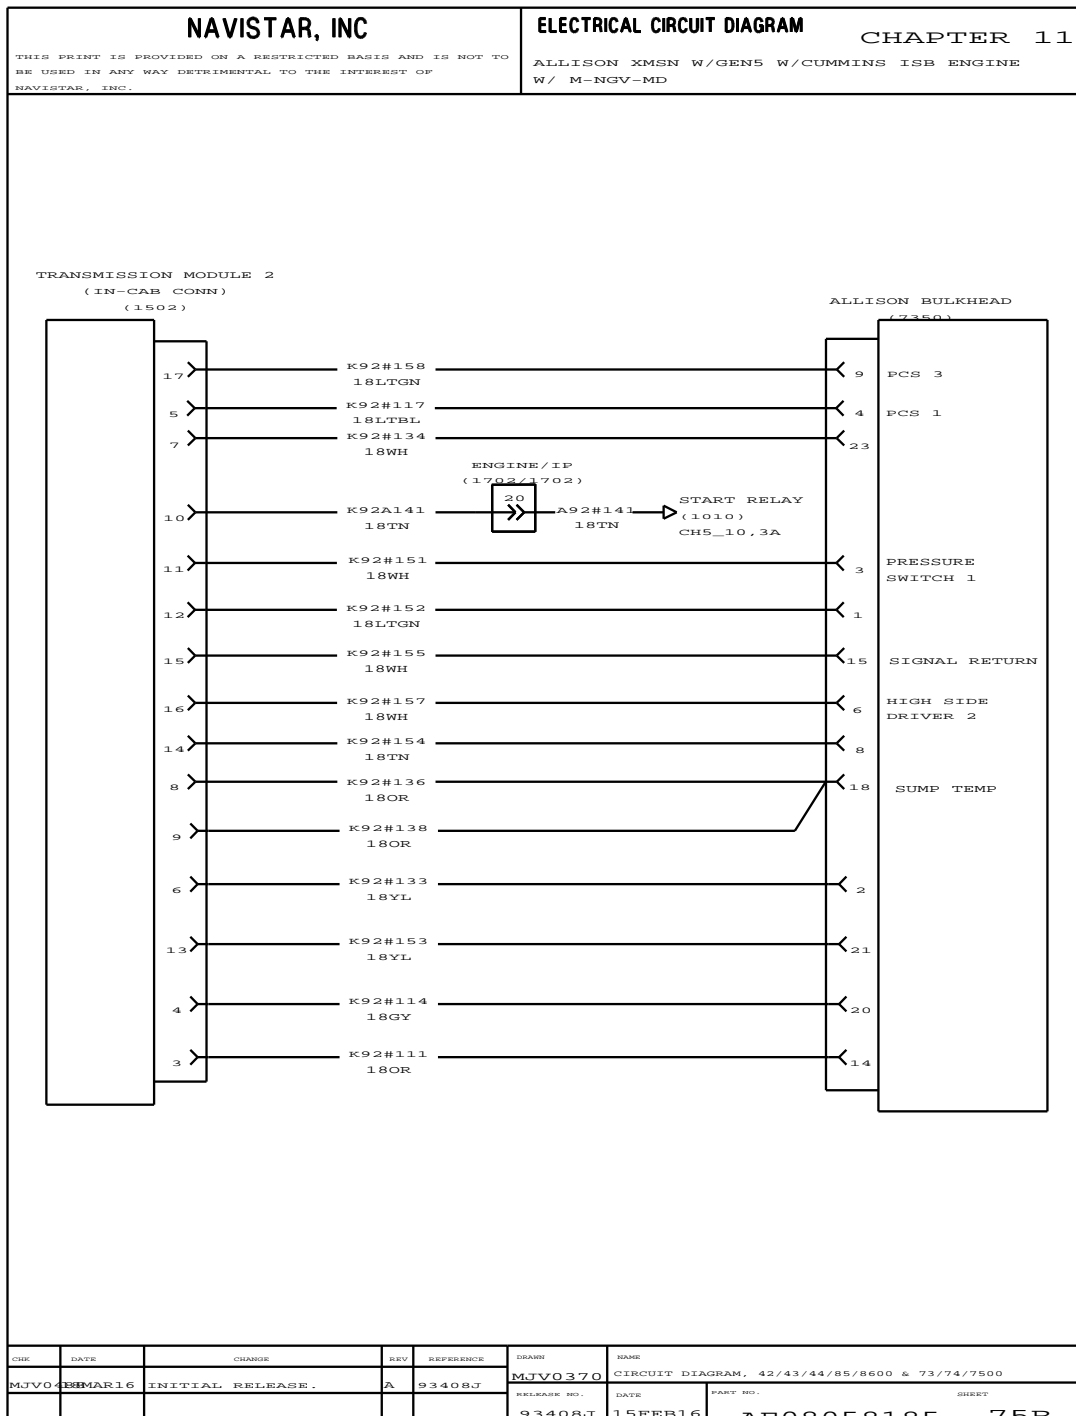 NAVISTAR, INC
THIS PRINT IS PROVIDED ON A RESTRICTED BASIS AND IS NOT TO
BE USED IN ANY WAY DETRIMENTAL TO THE INTEREST OF
NAVISTAR, INC.
ELECTRICAL CIRCUIT DIAGRAM
CHAPTER 11
ALLISON XMSN W/GEN5 W/CUMMINS ISB ENGINE
W/ M-NGV-MD
TRANSMISSION MODULE 2
(IN-CAB CONN)
(1502)
ALLISON BULKHEAD
(7350)
17 K92#158 9 PCS 3
18LTGN
5 K92#117 4 PCS 1
18LTBL
7 K92#134 23
18WH
ENGINE/IP
(1702/1702)
20
10 K92A141 A92#141 START RELAY
18TN 18TN (1010)
CH5_10,3A
11 K92#151 3 PRESSURE
18WH SWITCH 1
12 K92#152 1
18LTGN
15 K92#155 15 SIGNAL RETURN
18WH
16 K92#157 6 HIGH SIDE
18WH DRIVER 2
14 K92#154 8
18TN
8 K92#136 18 SUMP TEMP
18OR
9 K92#138
18OR
6 K92#133 2
18YL
13 K92#153 21
18YL
4 K92#114 20
18GY
3 K92#111 14
18OR
CHK DATE CHANGE REV REFERENCE DRAWN NAME
MAR16 INITIAL RELEASE. A 93408J MJV0370 CIRCUIT DIAGRAM, 42/43/44/85/8600 & 73/74/7500
RELEASE NO. DATE PART NO. SHEET
93408J 15FEB16 75B